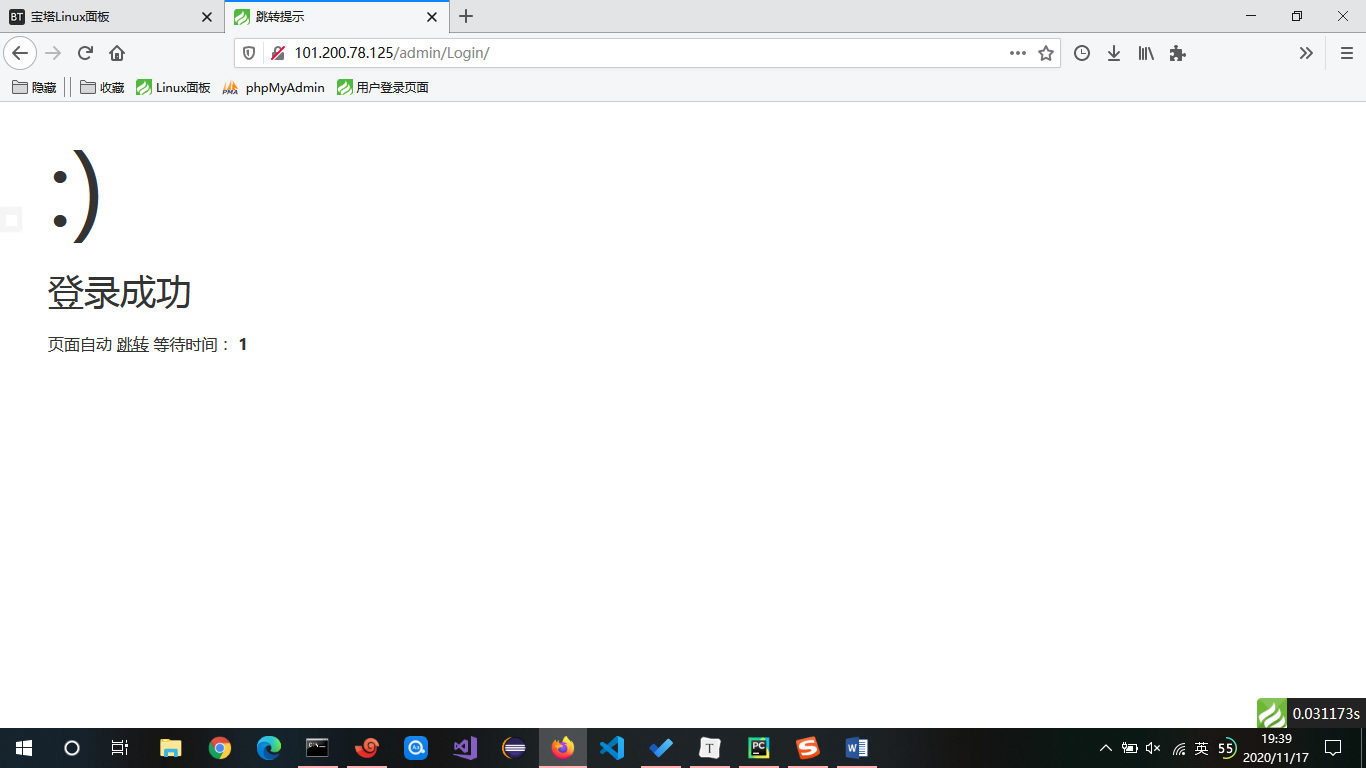 BT 宝塔Linux面板
跳转提示
101.200.78.125/admin/Login/
隐藏
收藏
Linux面板
PMA phpMyAdmin
用户登录页面
:)
登录成功
页面自动 跳转 等待时间： 1
0.031173s
T
PC
S
W
英
55
19:39
2020/11/17